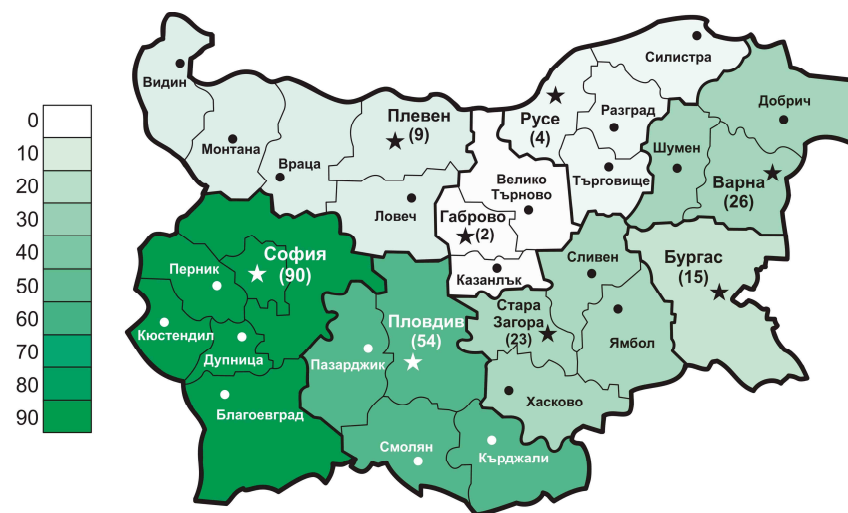 0
10
20
30
40
50
60
70
80
90
Видин
Монтана
Враца
Плевен
(9)
Ловеч
Велико
Търново
Габрово
(2)
Казанлък
Русе
(4)
Силистра
Разград
Търговище
Добрич
Шумен
Варна
(26)
София
(90)
Перник
Кюстендил
Дупница
Благоевград
Пловдив
(54)
Пазарджик
Смолян
Кърджали
Сливен
Стара
Загора
(23)
Ямбол
Хасково
Бургас
(15)